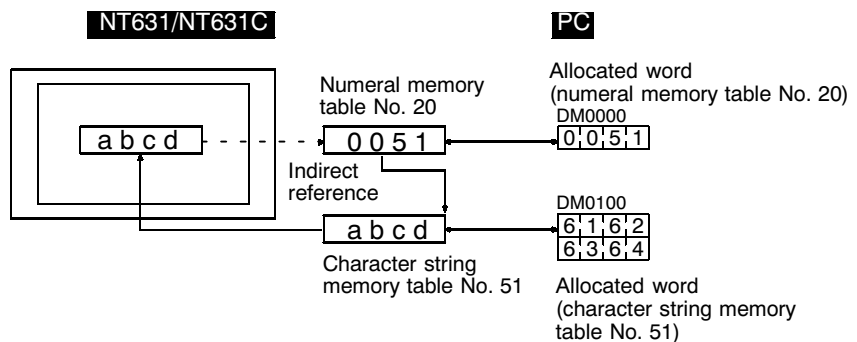 NT631/NT631C
PC
Numeral memory
table No. 20
Allocated word
(numeral memory table No. 20)
DM0000
a b c d
0 0 5 1
0 0 5 1
Indirect
reference
DM0100
a b c d
6 1 6 2
6 3 6 4
Character string
memory table No. 51
Allocated word
(character string memory
table No. 51)